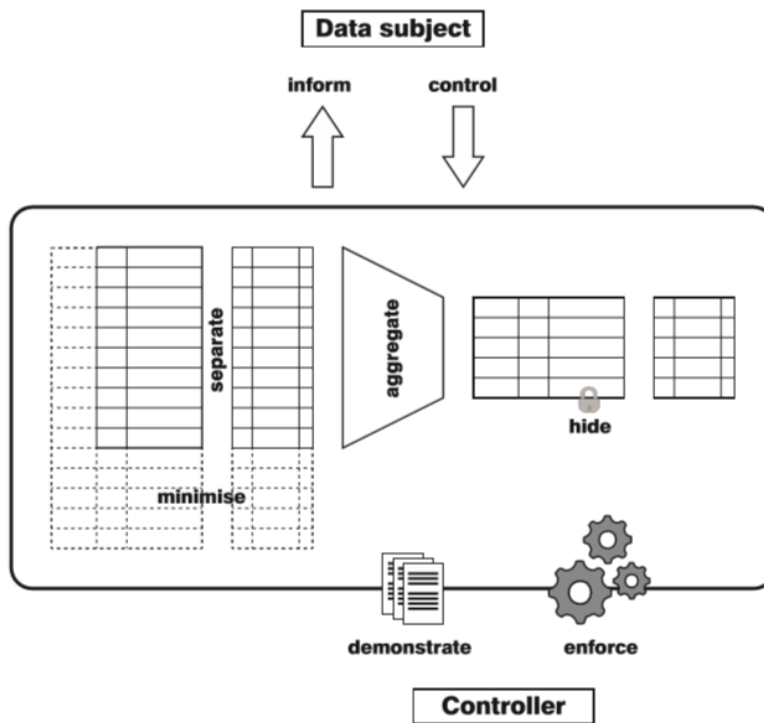 Data subject
inform
control
separate
aggregate
hide
minimise
demonstrate
enforce
Controller